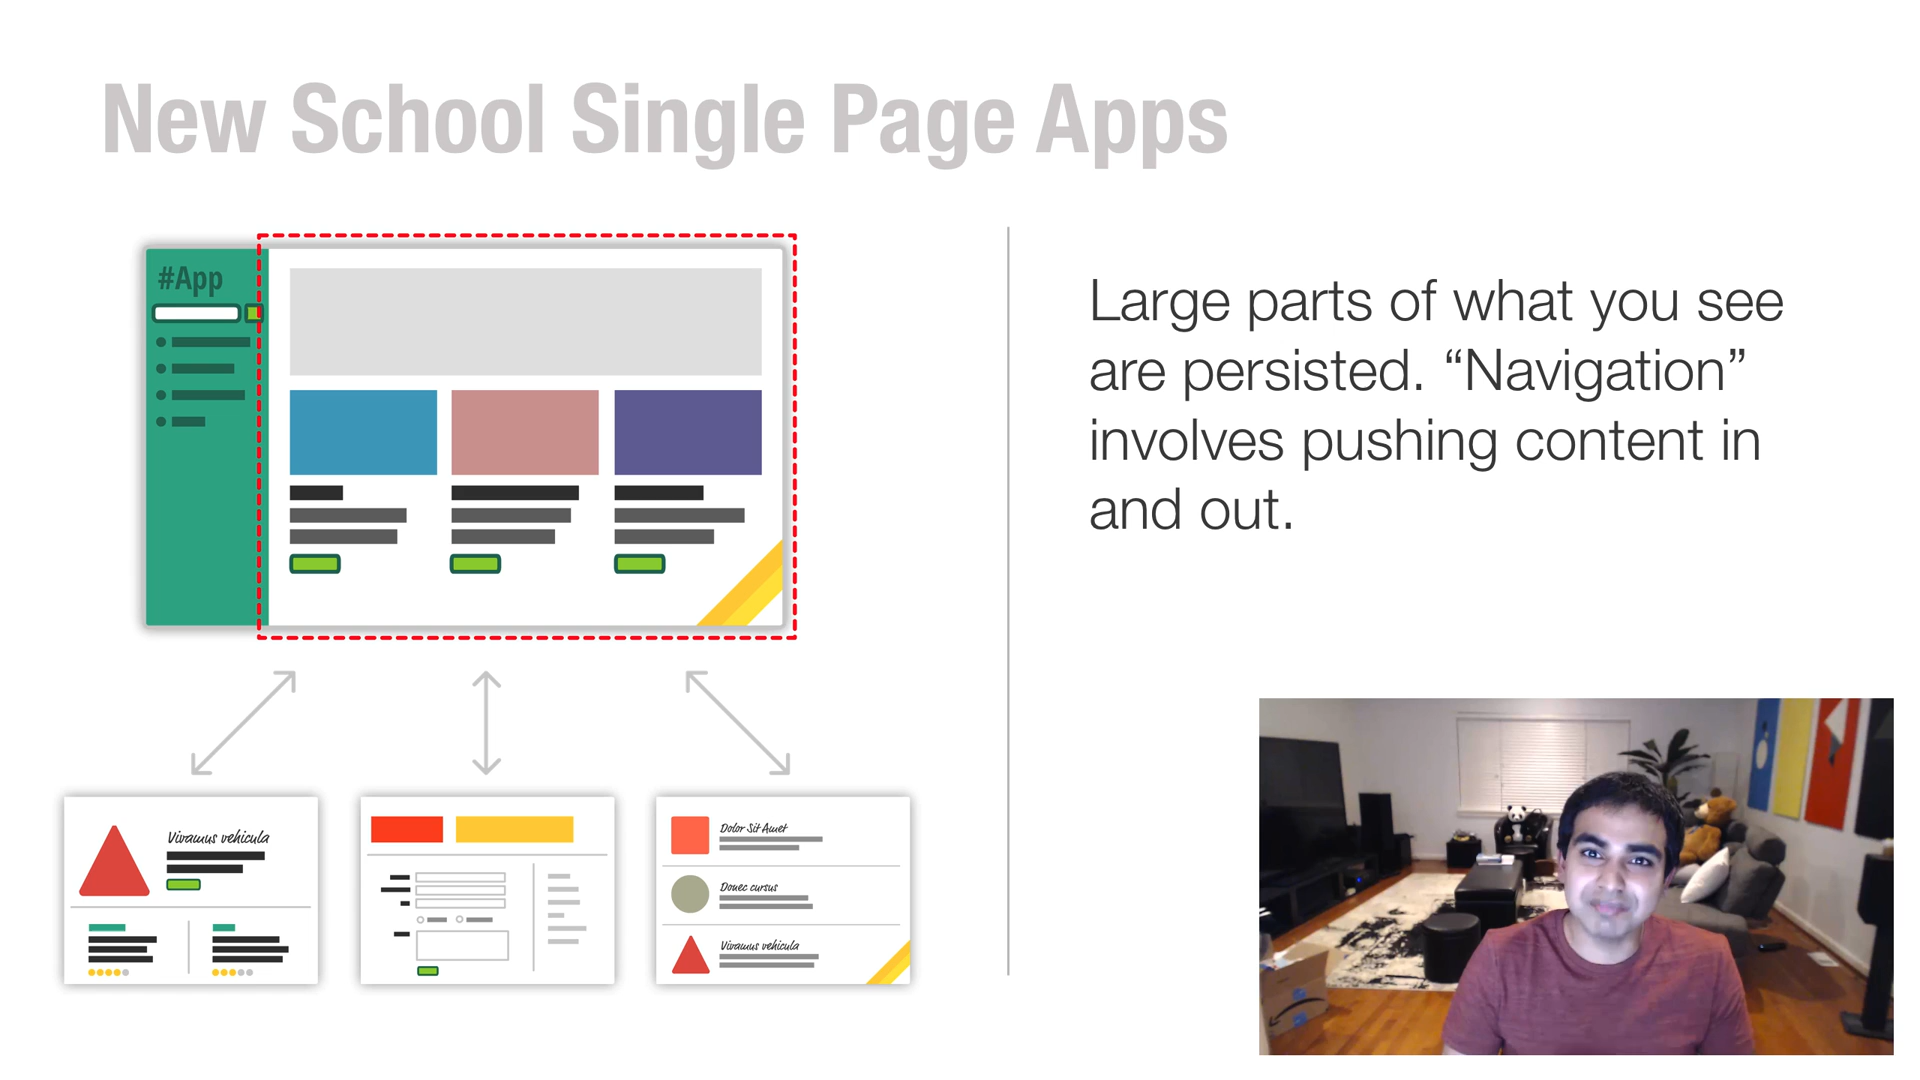 New School Single Page Apps
#App
Large parts of what you see
are persisted. “Navigation”
involves pushing content in
and out.
Vivamus vehicula
Dolor Sit Amet
Donec cursus
Vivamus vehicula